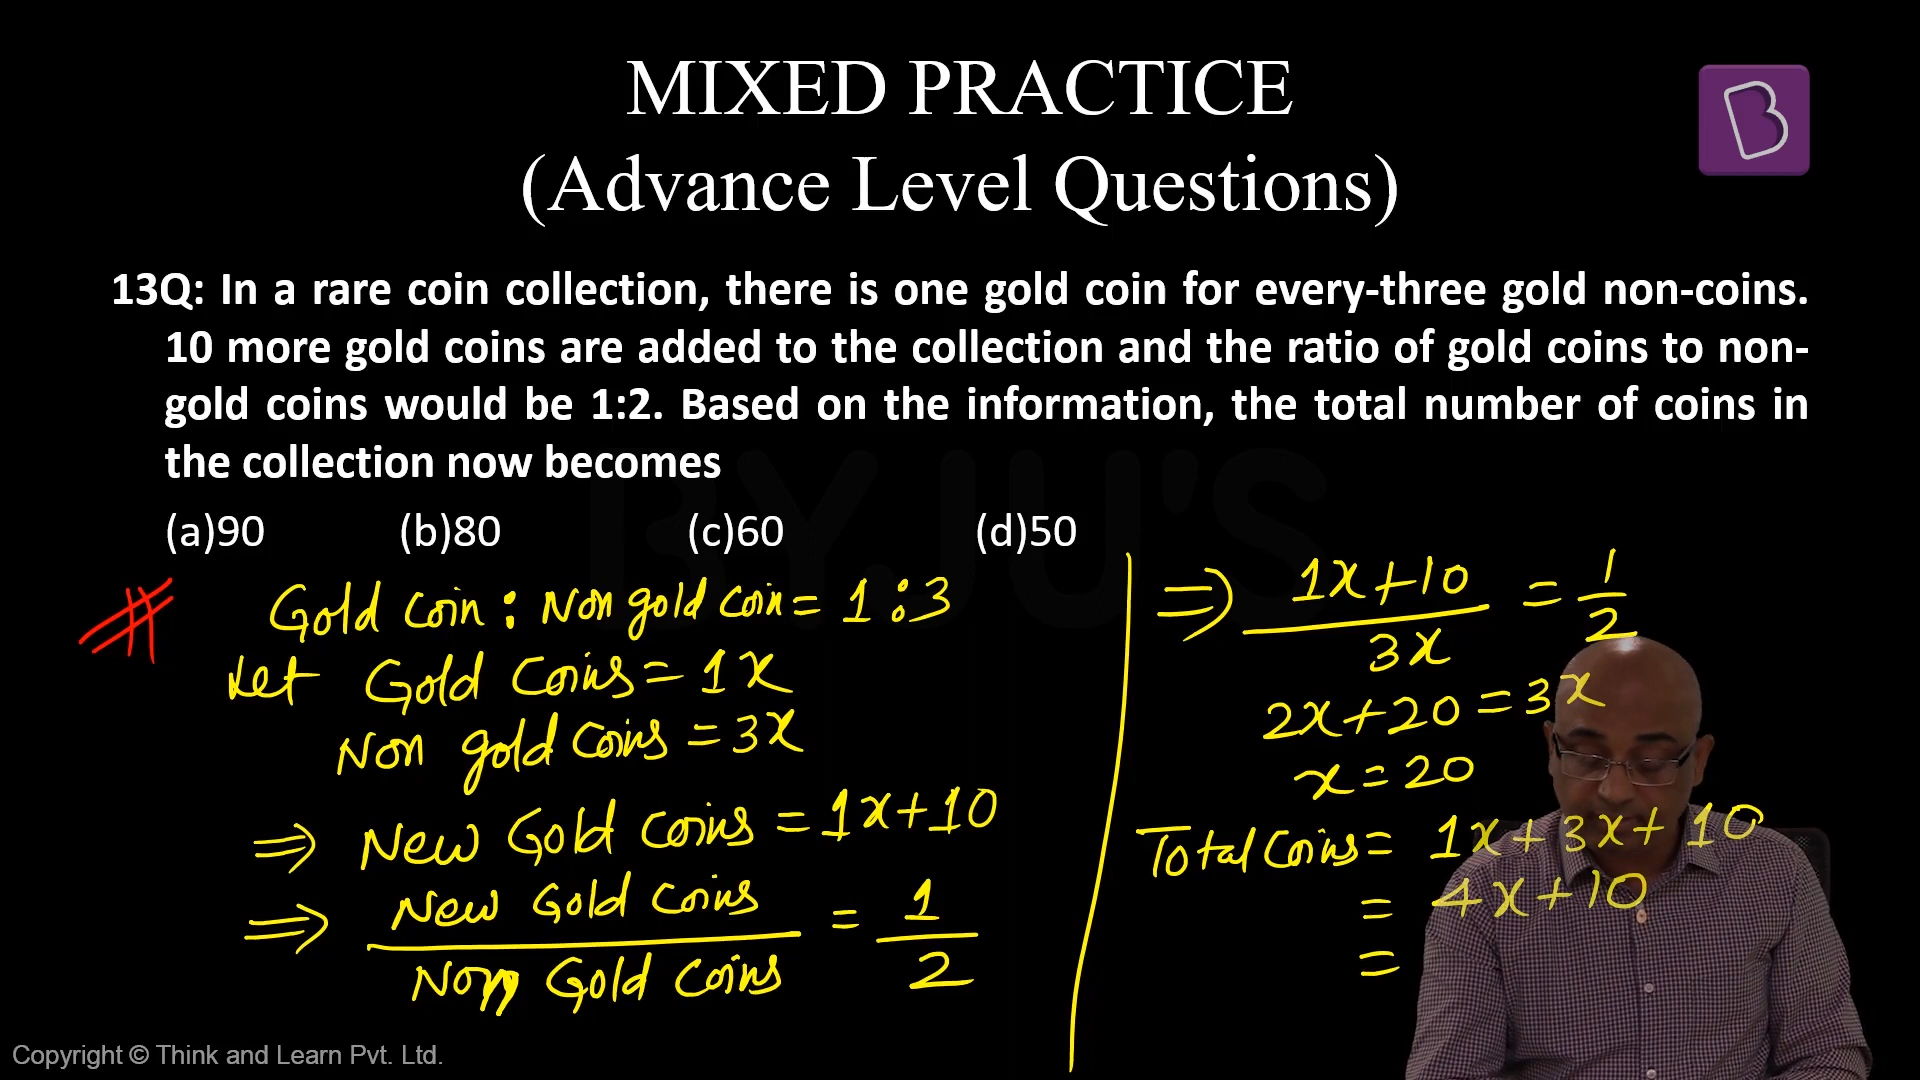 MIXED PRACTICE
(Advance Level Questions)
13Q: In a rare coin collection, there is one gold coin for every-three gold non-coins.
10 more gold coins are added to the collection and the ratio of gold coins to non-
gold coins would be 1:2. Based on the information, the total number of coins in
the collection now becomes
(a)90 (b)80 (c)60 (d)50
Gold coin : Non gold coin = 1 : 3
Let Gold Coins = 1x
Non gold coins = 3x
⇒ New Gold coins = 1x+10
⇒ New Gold coins / Non Gold coins = 1/2
⇒ 1x+10 / 3x = 1/2
2x+20 = 3x
x = 20
Total coins = 1x + 3x + 10
= 4x+10
=
BYJU'S
Copyright © Think and Learn Pvt. Ltd.